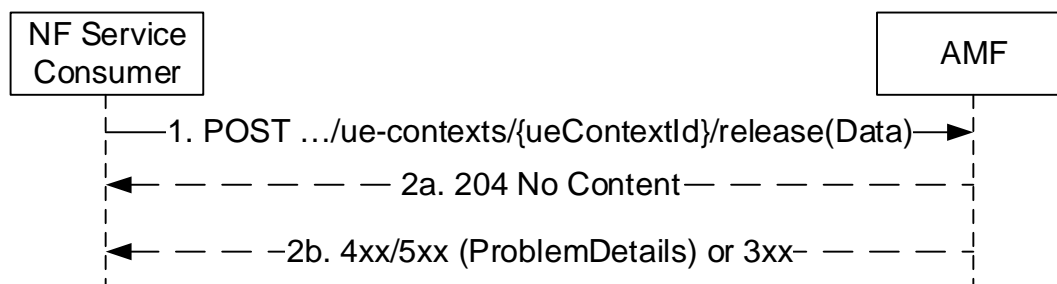 NF Service
Consumer
AMF
1. POST …/ue-contexts/{ueContextId}/release(Data)
2a. 204 No Content
2b. 4xx/5xx (ProblemDetails) or 3xx